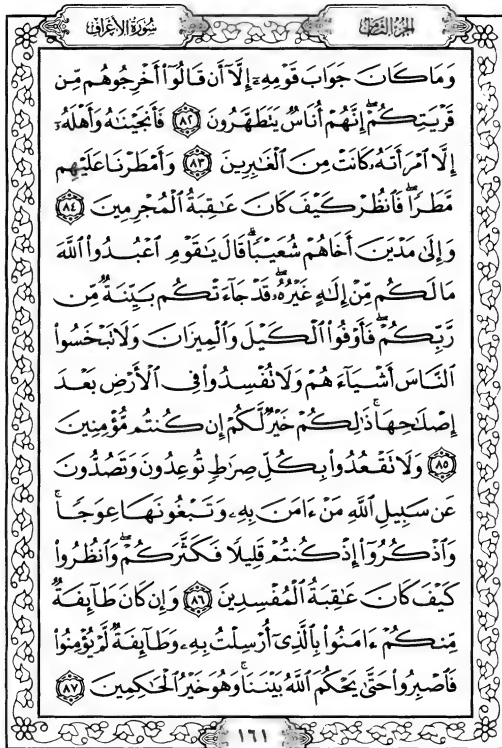 الجزء الثامن
سورة الأعراف
وَمَا كَانَ جَوَابَ قَوْمِهِۦٓ إِلَّآ أَن قَالُوٓاْ أَخْرِجُوهُم مِّن
قَرْيَتِكُمْۖ إِنَّهُمْ أُنَاسٌ يَتَطَهَّرُونَ ﴿٨٢﴾ فَأَنجَيْنَٰهُ وَأَهْلَهُۥٓ
إِلَّا ٱمْرَأَتَهُۥ كَانَتْ مِنَ ٱلْغَٰبِرِينَ ﴿٨٣﴾ وَأَمْطَرْنَا عَلَيْهِم
مَّطَرًاۖ فَٱنظُرْ كَيْفَ كَانَ عَٰقِبَةُ ٱلْمُجْرِمِينَ ﴿٨٤﴾
وَإِلَىٰ مَدْيَنَ أَخَاهُمْ شُعَيْبًاۗ قَالَ يَٰقَوْمِ ٱعْبُدُواْ ٱللَّهَ
مَا لَكُم مِّنْ إِلَٰهٍ غَيْرُهُۥۖ قَدْ جَآءَتْكُم بَيِّنَةٌ مِّن
رَّبِّكُمْۖ فَأَوْفُواْ ٱلْكَيْلَ وَٱلْمِيزَانَ وَلَا تَبْخَسُواْ
ٱلنَّاسَ أَشْيَآءَهُمْ وَلَا تُفْسِدُواْ فِى ٱلْأَرْضِ بَعْدَ
إِصْلَٰحِهَاۚ ذَٰلِكُمْ خَيْرٌ لَّكُمْ إِن كُنتُم مُّؤْمِنِينَ
﴿٨٥﴾ وَلَا تَقْعُدُواْ بِكُلِّ صِرَٰطٍ تُوعِدُونَ وَتَصُدُّونَ
عَن سَبِيلِ ٱللَّهِ مَنْ ءَامَنَ بِهِۦ وَتَبْغُونَهَا عِوَجًاۚ
وَٱذْكُرُوٓاْ إِذْ كُنتُمْ قَلِيلًا فَكَثَّرَكُمْۖ وَٱنظُرُواْ
كَيْفَ كَانَ عَٰقِبَةُ ٱلْمُفْسِدِينَ ﴿٨٦﴾ وَإِن كَانَ طَآئِفَةٌ
مِّنكُمْ ءَامَنُواْ بِٱلَّذِىٓ أُرْسِلْتُ بِهِۦ وَطَآئِفَةٌ لَّمْ يُؤْمِنُواْ
فَٱصْبِرُواْ حَتَّىٰ يَحْكُمَ ٱللَّهُ بَيْنَنَاۚ وَهُوَ خَيْرُ ٱلْحَٰكِمِينَ ﴿٨٧﴾
١٦١